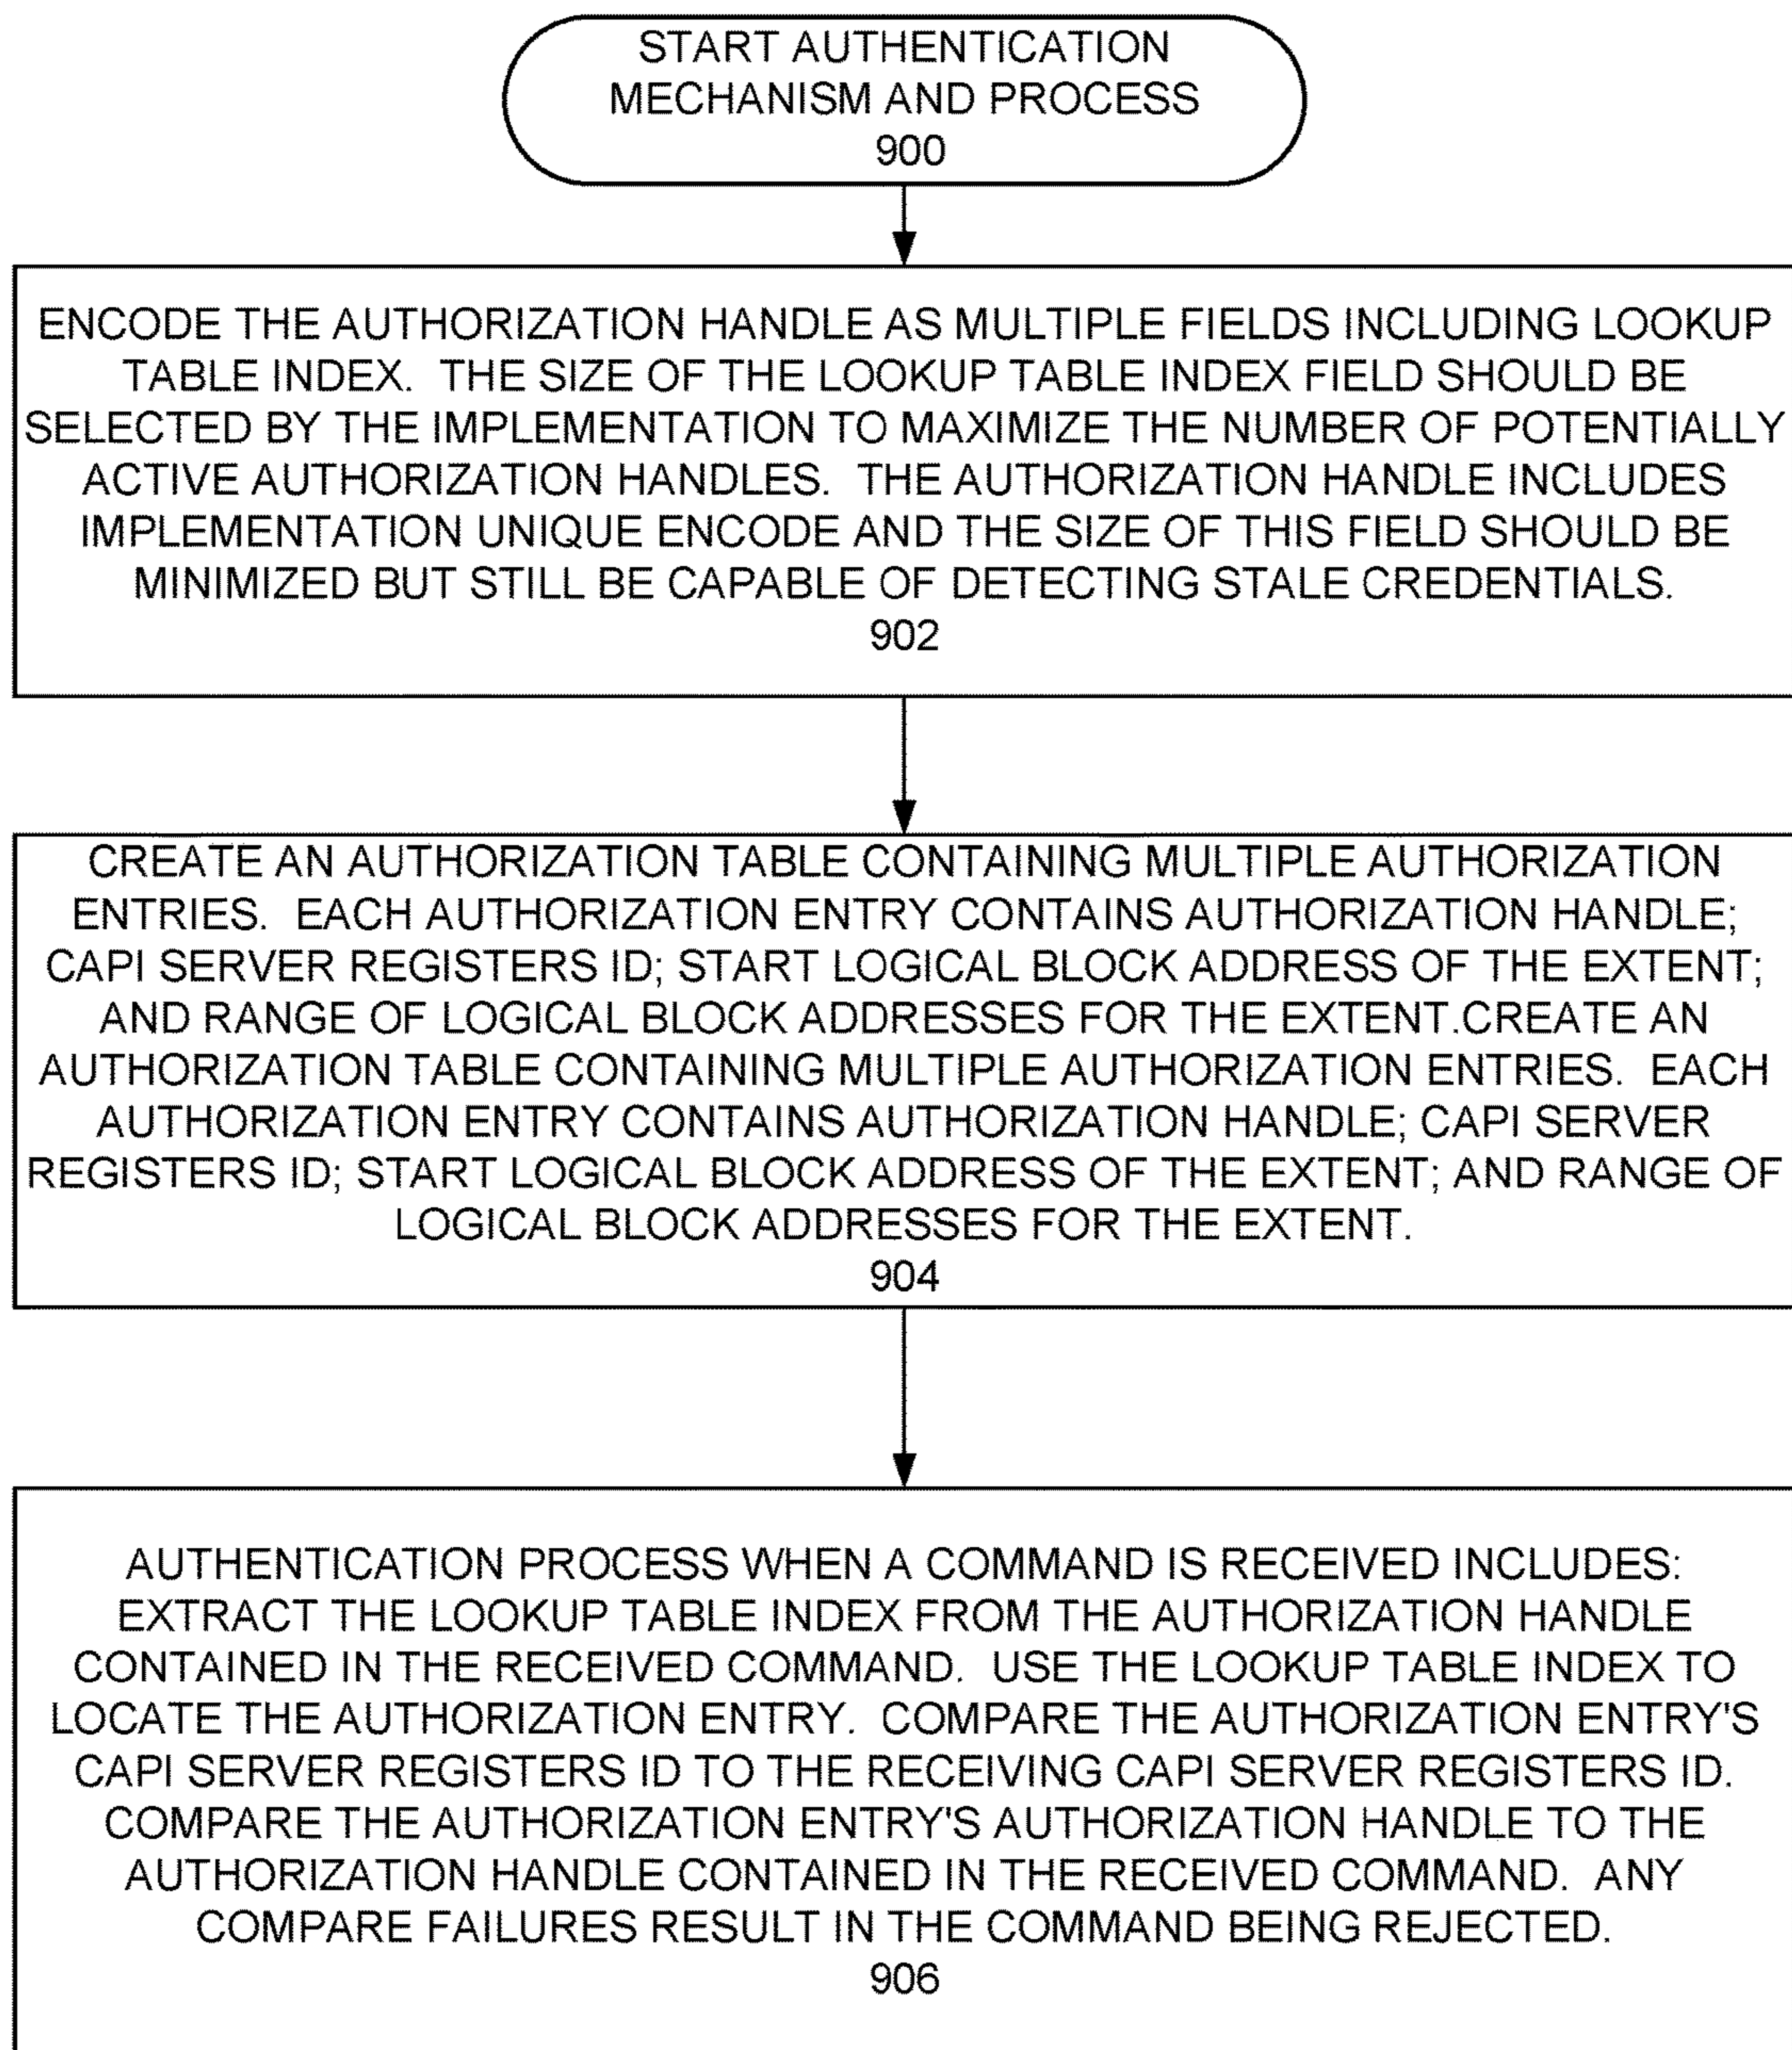 START AUTHENTICATION
MECHANISM AND PROCESS
900
ENCODE THE AUTHORIZATION HANDLE AS MULTIPLE FIELDS INCLUDING LOOKUP
TABLE INDEX. THE SIZE OF THE LOOKUP TABLE INDEX FIELD SHOULD BE
SELECTED BY THE IMPLEMENTATION TO MAXIMIZE THE NUMBER OF POTENTIALLY
ACTIVE AUTHORIZATION HANDLES. THE AUTHORIZATION HANDLE INCLUDES
IMPLEMENTATION UNIQUE ENCODE AND THE SIZE OF THIS FIELD SHOULD BE
MINIMIZED BUT STILL BE CAPABLE OF DETECTING STALE CREDENTIALS.
902
CREATE AN AUTHORIZATION TABLE CONTAINING MULTIPLE AUTHORIZATION
ENTRIES. EACH AUTHORIZATION ENTRY CONTAINS AUTHORIZATION HANDLE;
CAPI SERVER REGISTERS ID; START LOGICAL BLOCK ADDRESS OF THE EXTENT;
AND RANGE OF LOGICAL BLOCK ADDRESSES FOR THE EXTENT.CREATE AN
AUTHORIZATION TABLE CONTAINING MULTIPLE AUTHORIZATION ENTRIES. EACH
AUTHORIZATION ENTRY CONTAINS AUTHORIZATION HANDLE; CAPI SERVER
REGISTERS ID; START LOGICAL BLOCK ADDRESS OF THE EXTENT; AND RANGE OF
LOGICAL BLOCK ADDRESSES FOR THE EXTENT.
904
AUTHENTICATION PROCESS WHEN A COMMAND IS RECEIVED INCLUDES:
EXTRACT THE LOOKUP TABLE INDEX FROM THE AUTHORIZATION HANDLE
CONTAINED IN THE RECEIVED COMMAND. USE THE LOOKUP TABLE INDEX TO
LOCATE THE AUTHORIZATION ENTRY. COMPARE THE AUTHORIZATION ENTRY'S
CAPI SERVER REGISTERS ID TO THE RECEIVING CAPI SERVER REGISTERS ID.
COMPARE THE AUTHORIZATION ENTRY'S AUTHORIZATION HANDLE TO THE
AUTHORIZATION HANDLE CONTAINED IN THE RECEIVED COMMAND. ANY
COMPARE FAILURES RESULT IN THE COMMAND BEING REJECTED.
906